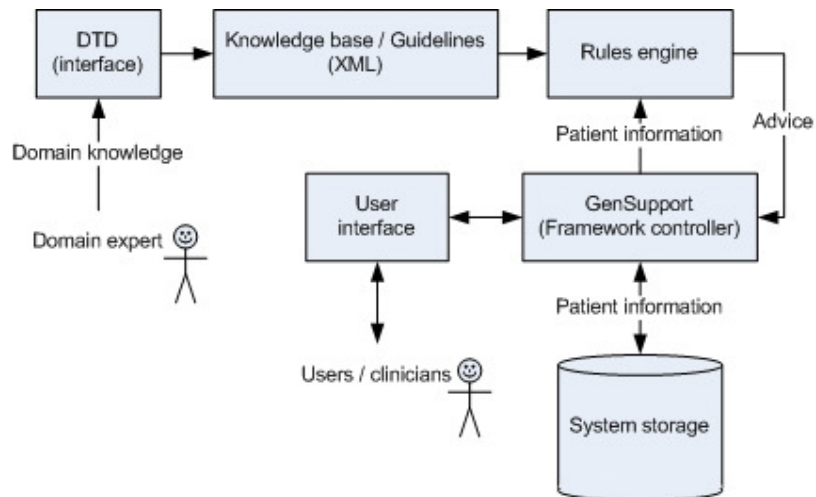 DTD
(interface)
Knowledge base / Guidelines
(XML)
Rules engine
Patient information
Advice
Domain knowledge
User
interface
GenSupport
(Framework controller)
Domain expert
Patient information
Users / clinicians
System storage